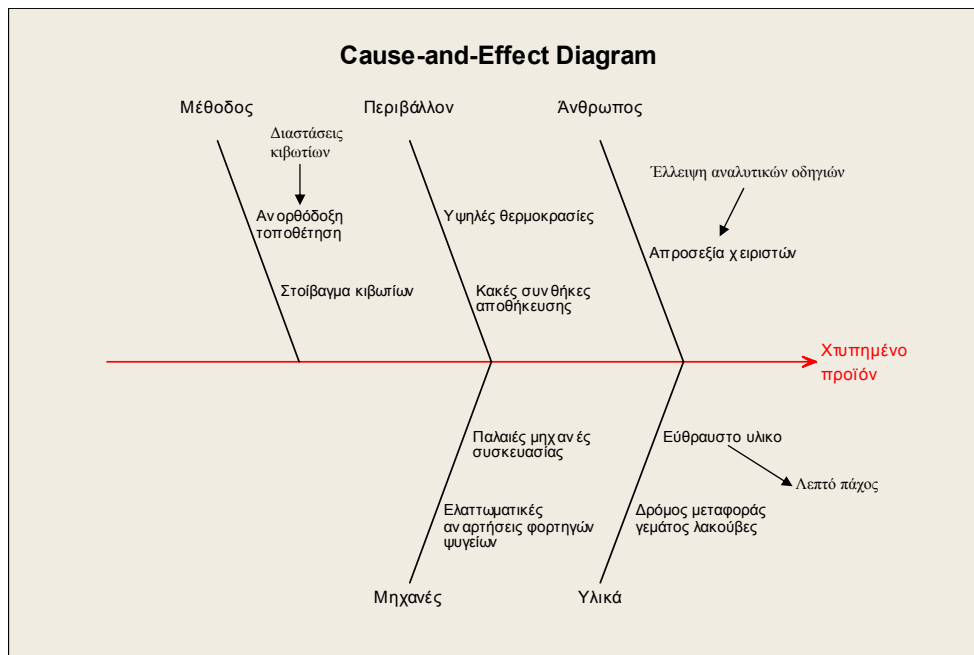 Cause-and-Effect Diagram
Μέθοδος
Περιβάλλον
Άνθρωπος
Διαστάσεις
κιβωτίων
Έλλειψη αναλυτικών οδηγιών
Ανορθόδοξη
τοποθέτηση
Υψηλές θερμοκρασίες
Απροσεξία χειριστών
Στοίβαγμα κιβωτίων
Κακές συνθήκες
αποθήκευσης
Χτυπημένο
προϊόν
Παλαιές μηχανές
συσκευασίας
Εύθραυστο υλικο
Λεπτό πάχος
Ελαττωματικές
αναρτήσεις φορτηγών
ψυγείων
Δρόμος μεταφοράς
γεμάτος λακούβες
Μηχανές
Υλικά